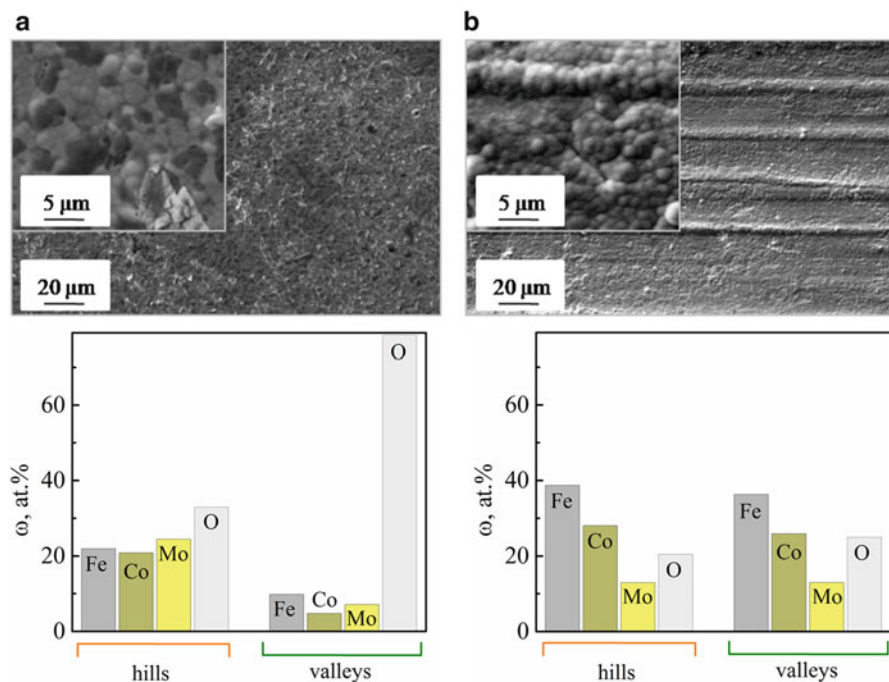 a
5 μm
20 μm
b
5 μm
20 μm
ω, at.%
60
40
20
0
Fe
Co
Mo
O
Fe
Co
Mo
O
hills
valleys
ω, at.%
60
40
20
0
Fe
Co
Mo
O
Fe
Co
Mo
O
hills
valleys